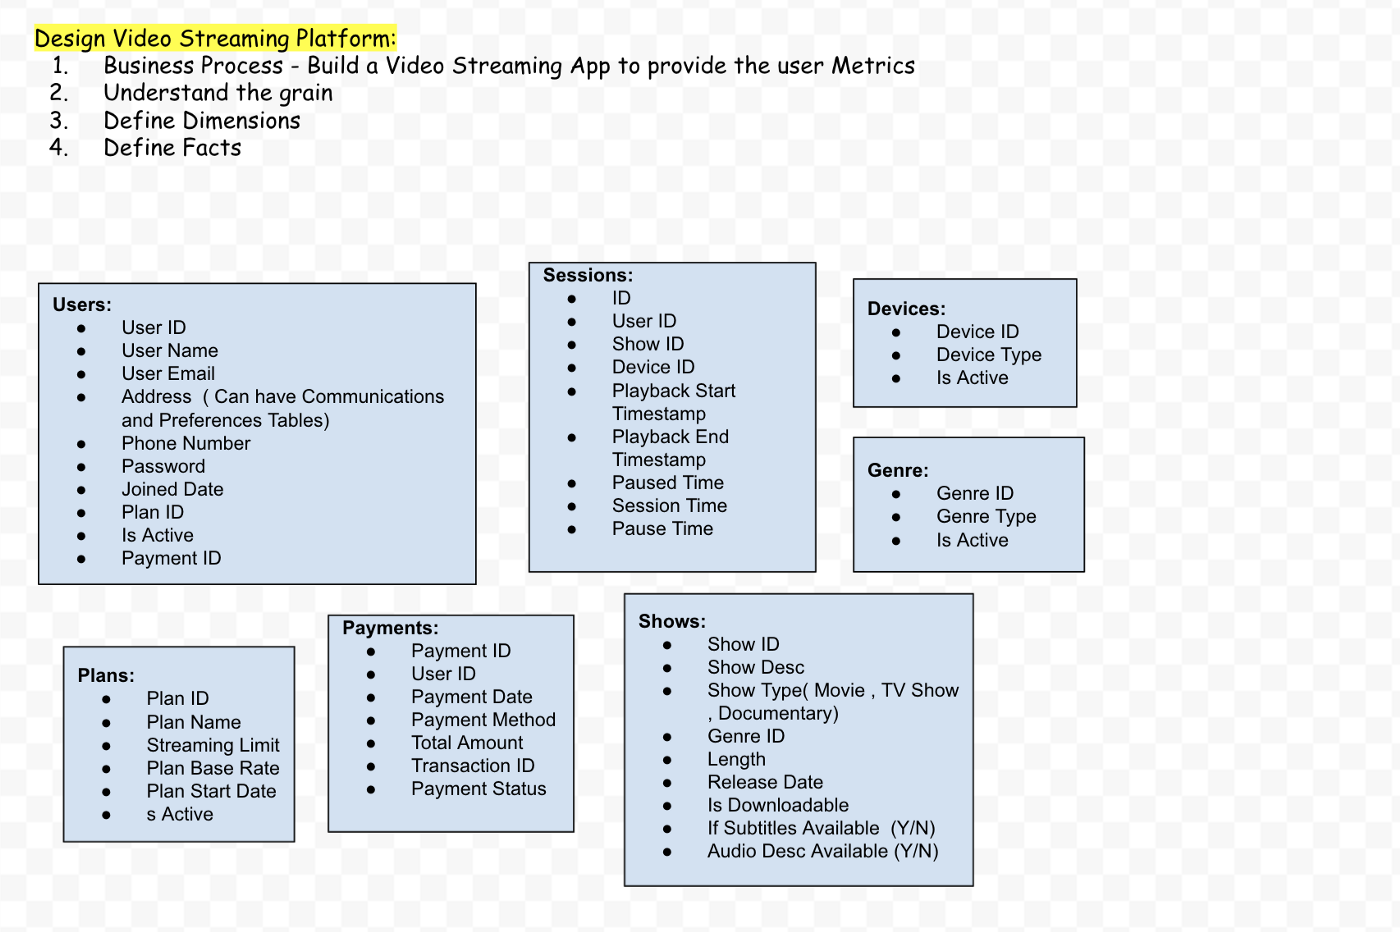 Design Video Streaming Platform:
1. Business Process - Build a Video Streaming App to provide the user Metrics
2. Understand the grain
3. Define Dimensions
4. Define Facts
Users:
● User ID
● User Name
● User Email
● Address ( Can have Communications
and Preferences Tables)
● Phone Number
● Password
● Joined Date
● Plan ID
● Is Active
● Payment ID
Sessions:
● ID
● User ID
● Show ID
● Device ID
● Playback Start
Timestamp
● Playback End
Timestamp
● Paused Time
● Session Time
● Pause Time
Devices:
● Device ID
● Device Type
● Is Active
Genre:
● Genre ID
● Genre Type
● Is Active
Plans:
● Plan ID
● Plan Name
● Streaming Limit
● Plan Base Rate
● Plan Start Date
● s Active
Payments:
● Payment ID
● User ID
● Payment Date
● Payment Method
● Total Amount
● Transaction ID
● Payment Status
Shows:
● Show ID
● Show Desc
● Show Type( Movie , TV Show
, Documentary)
● Genre ID
● Length
● Release Date
● Is Downloadable
● If Subtitles Available (Y/N)
● Audio Desc Available (Y/N)